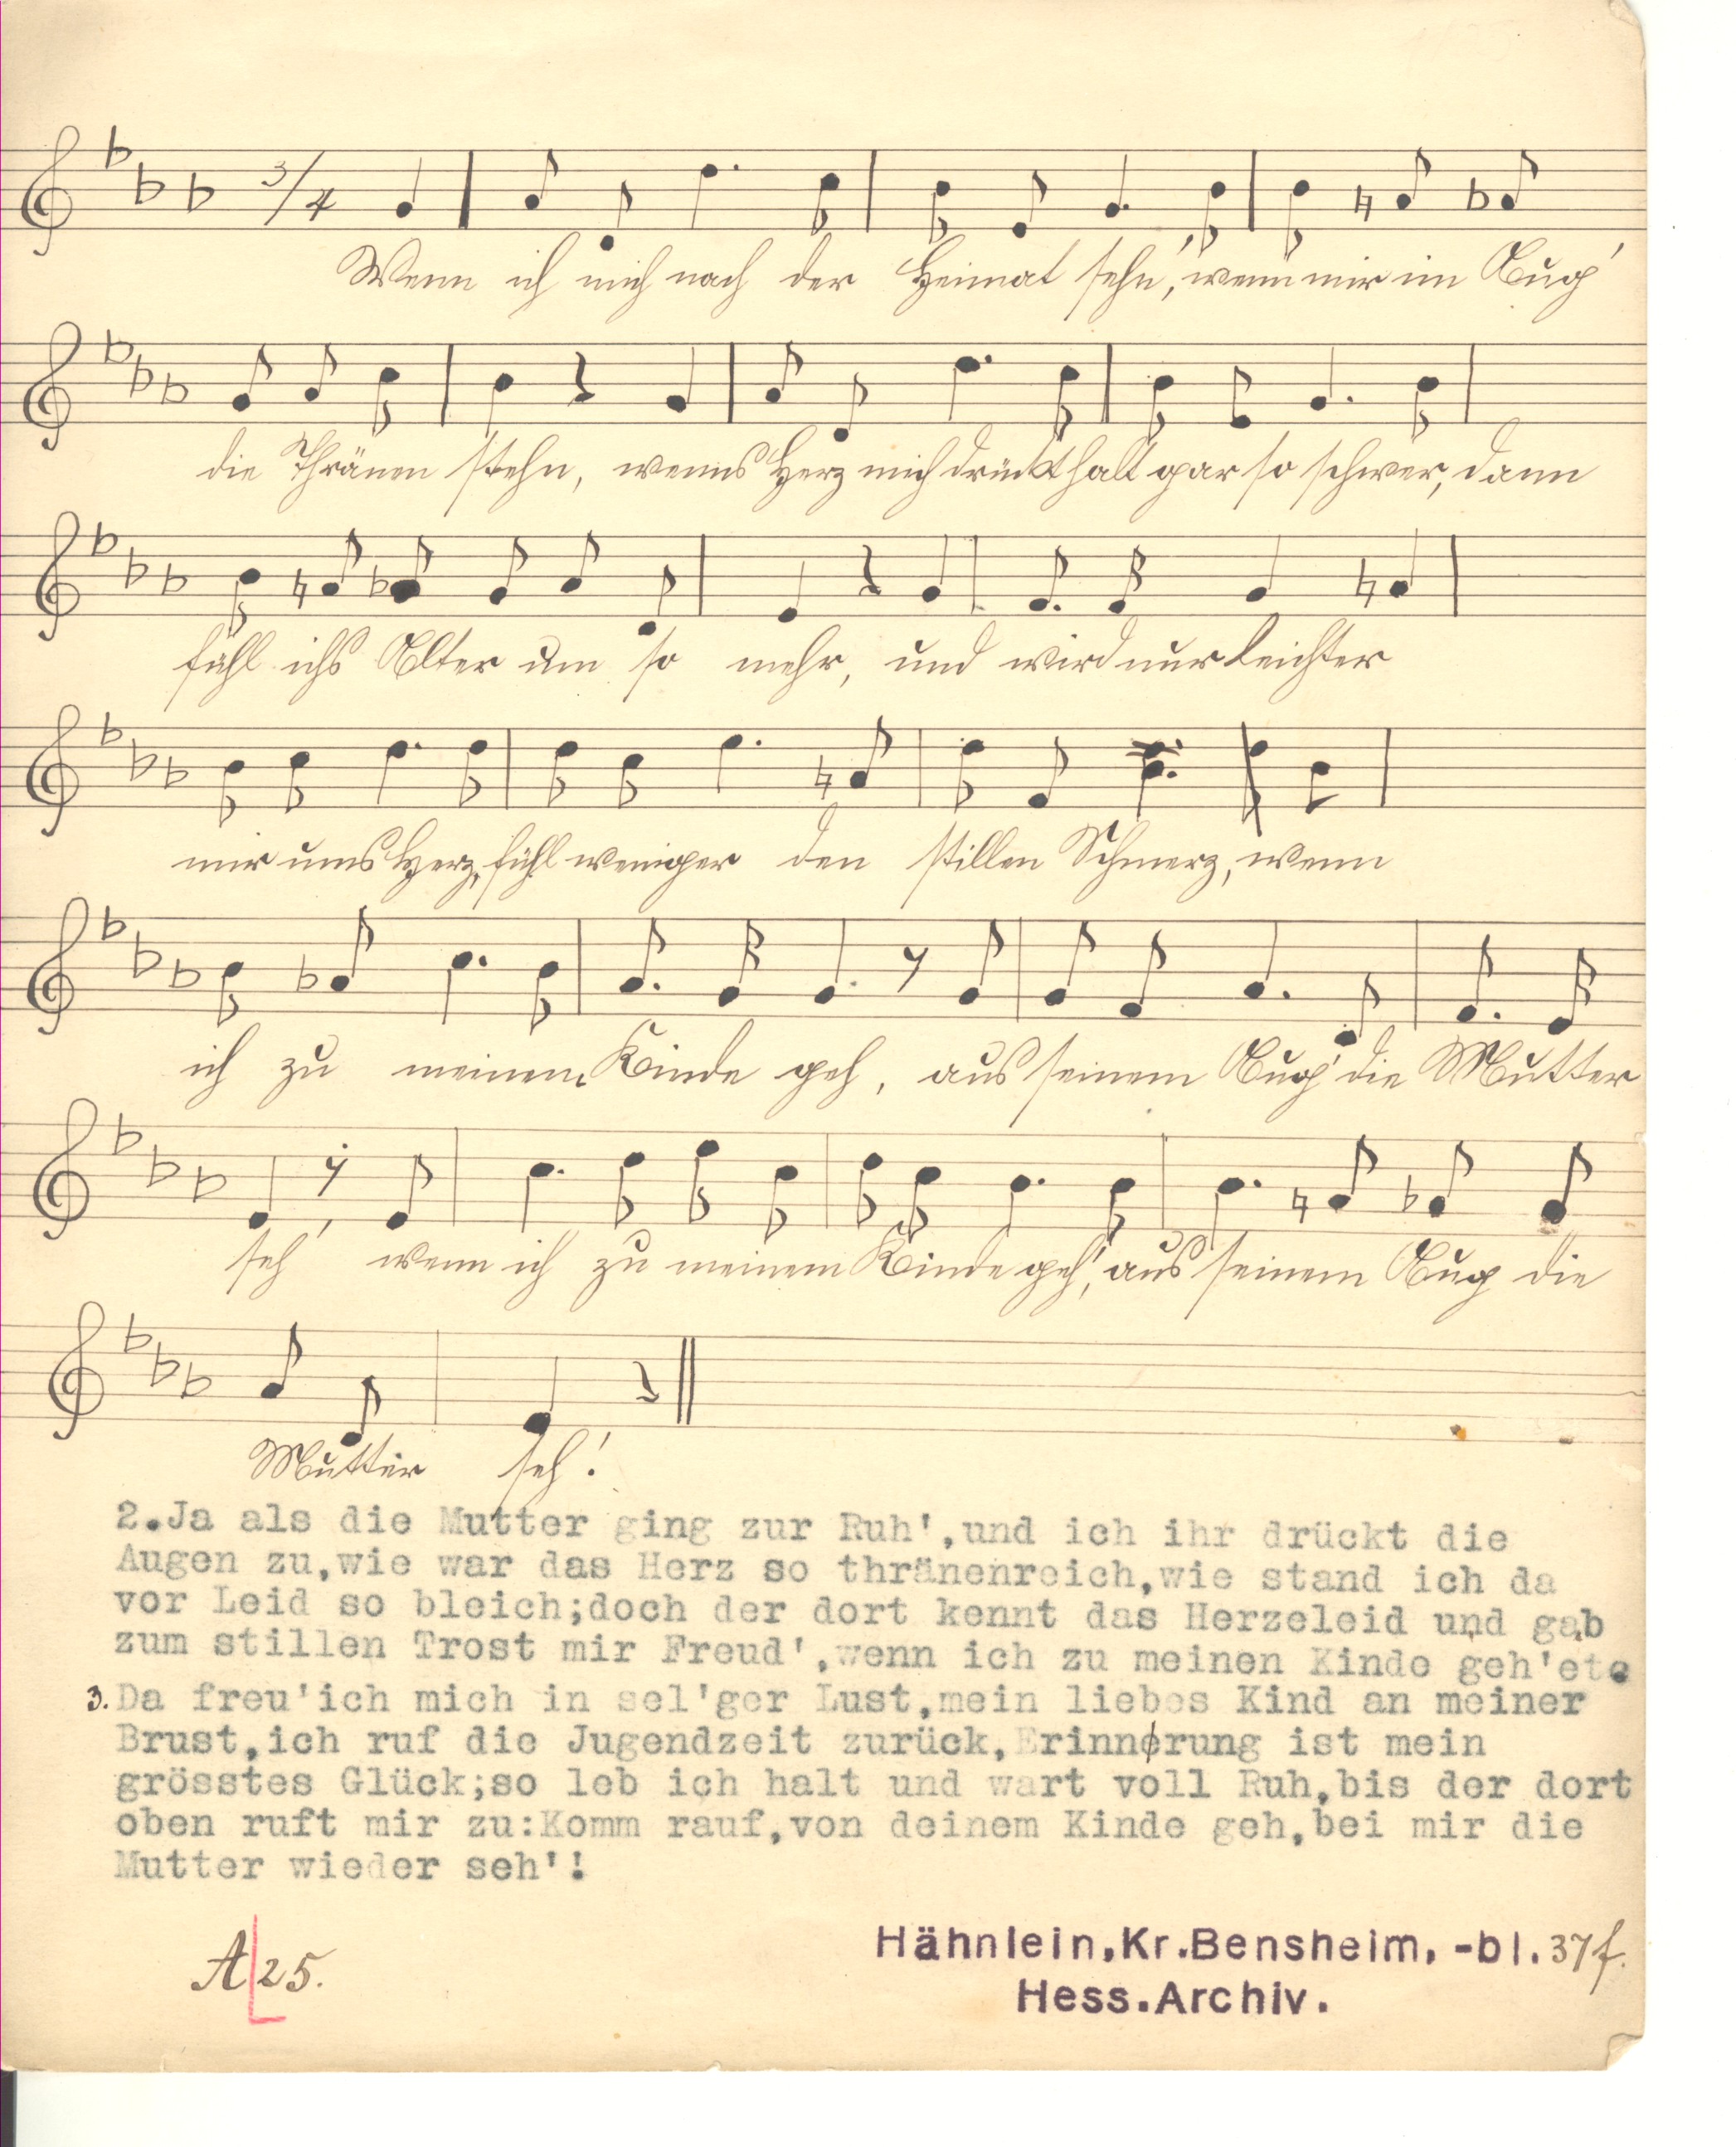 3/4
Wenn ich mich nach der Heimat sehn', wenn mir im Aug'
die Thränen stehn, wenns Herz mich drückt halt gar so schwer, dann
fühl ichs Alter um so mehr, und wird nur leichter
mir ums Herz, fühl weniger den stillen Schmerz, wenn
ich zu meinem Kinde geh, aus seinem Aug' die Mutter
seh' wenn ich zu meinem Kinde geh', aus seinem Aug die
Mutter seh!
2.Ja als die Mutter ging zur Ruh',und ich ihr drückt die
Augen zu,wie war das Herz so thränenreich,wie stand ich da
vor Leid so bleich;doch der dort kennt das Herzeleid und gab
zum stillen Trost mir Freud',wenn ich zu meinen Kinde geh'etc
3.Da freu'ich mich in sel'ger Lust,mein liebes Kind an meiner
Brust,ich ruf die Jugendzeit zurück,Erinnerung ist mein
grösstes Glück;so leb ich halt und wart voll Ruh,bis der dort
oben ruft mir zu:Komm rauf,von deinem Kinde geh,bei mir die
Mutter wieder seh'!
A 25.
Hähnlein,Kr.Bensheim, -bl.37f.
Hess.Archiv.